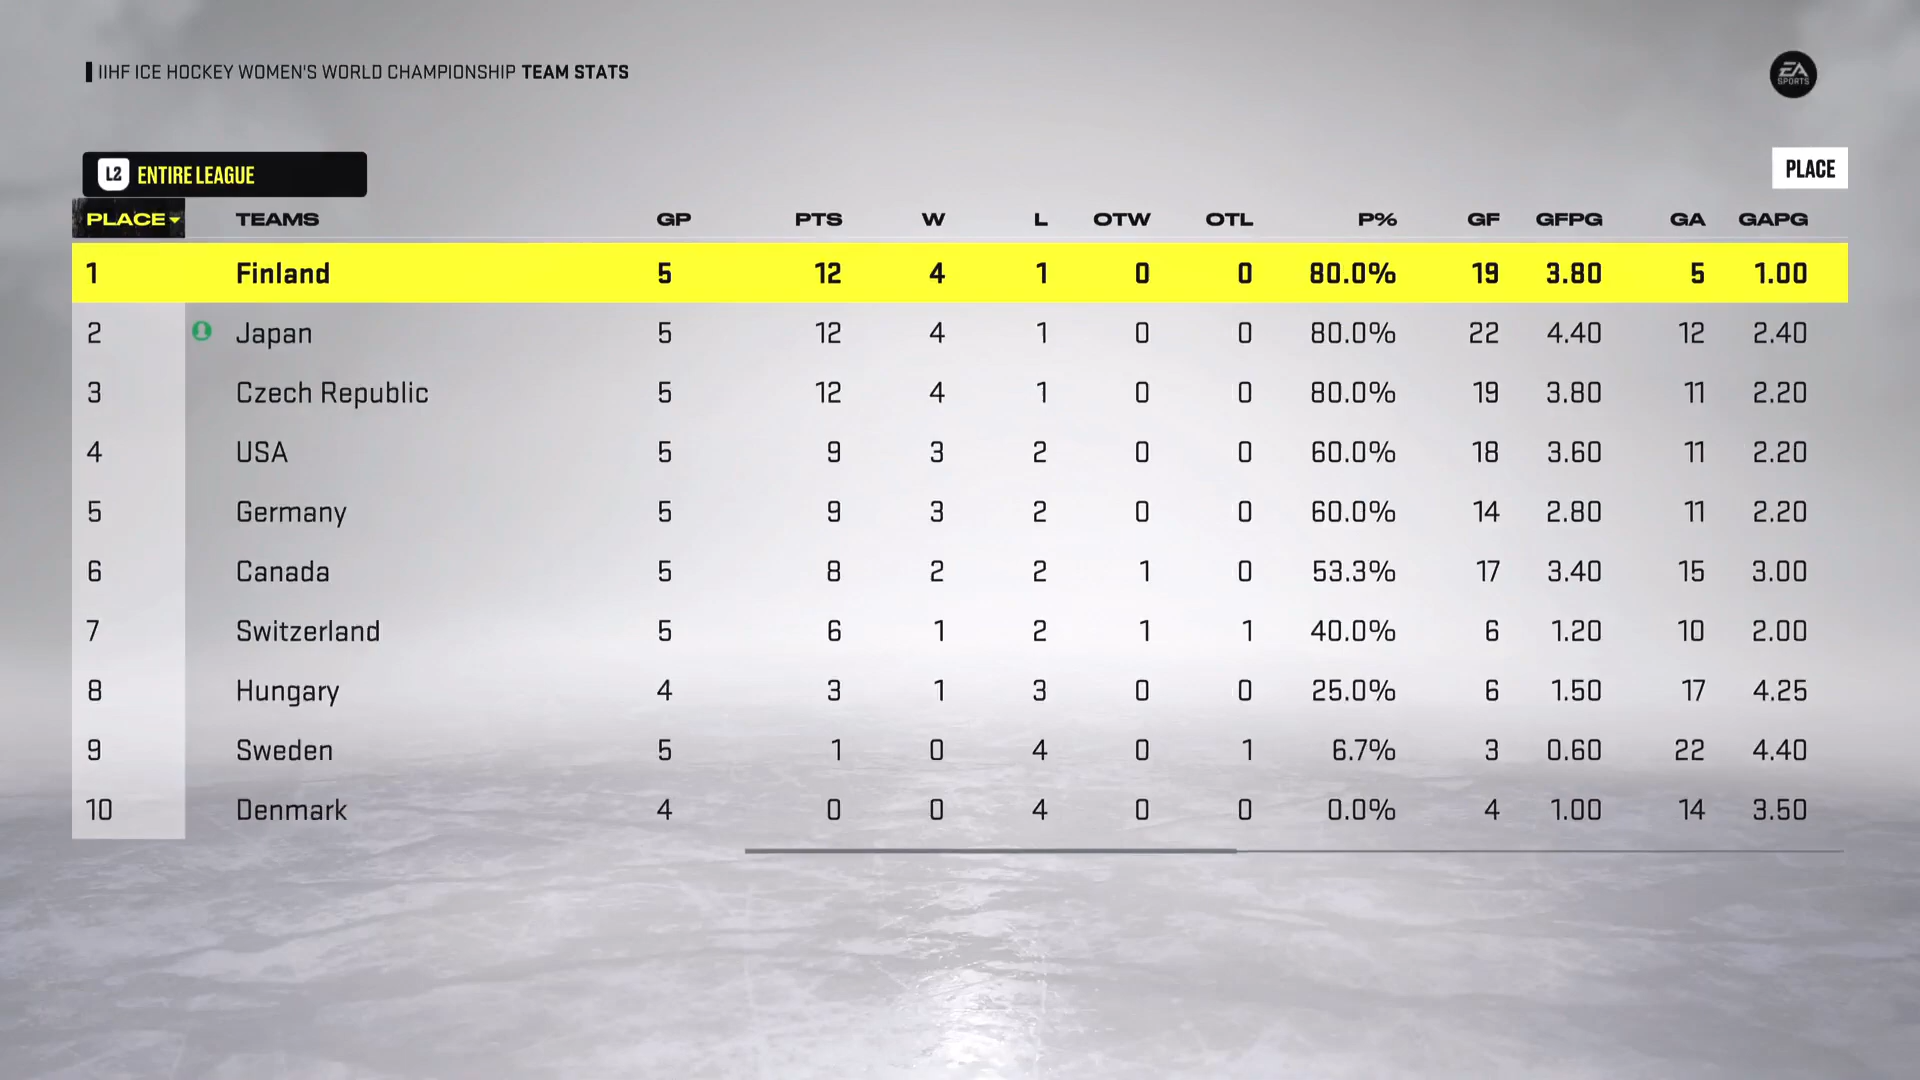 IIHF ICE HOCKEY WOMEN'S WORLD CHAMPIONSHIP TEAM STATS
EA SPORTS
L2 ENTIRE LEAGUE
PLACE
PLACE TEAMS GP PTS W L OTW OTL P% GF GFPG GA GAPG
1 Finland 5 12 4 1 0 0 80.0% 19 3.80 5 1.00
2 Japan 5 12 4 1 0 0 80.0% 22 4.40 12 2.40
3 Czech Republic 5 12 4 1 0 0 80.0% 19 3.80 11 2.20
4 USA 5 9 3 2 0 0 60.0% 18 3.60 11 2.20
5 Germany 5 9 3 2 0 0 60.0% 14 2.80 11 2.20
6 Canada 5 8 2 2 1 0 53.3% 17 3.40 15 3.00
7 Switzerland 5 6 1 2 1 1 40.0% 6 1.20 10 2.00
8 Hungary 4 3 1 3 0 0 25.0% 6 1.50 17 4.25
9 Sweden 5 1 0 4 0 1 6.7% 3 0.60 22 4.40
10 Denmark 4 0 0 4 0 0 0.0% 4 1.00 14 3.50